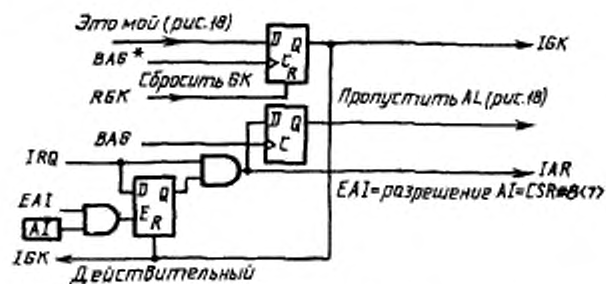 Это мой (рис.18)
D Q
IGK
BAG*
C
R
Сбросить GK
RGK
Пропустить AL (рис.18)
D Q
BAG
C
IRQ
IAR
D Q
EAI=разрешение AI=CSR#8<7>
EAI
E
AI
R
IGK
Действительный